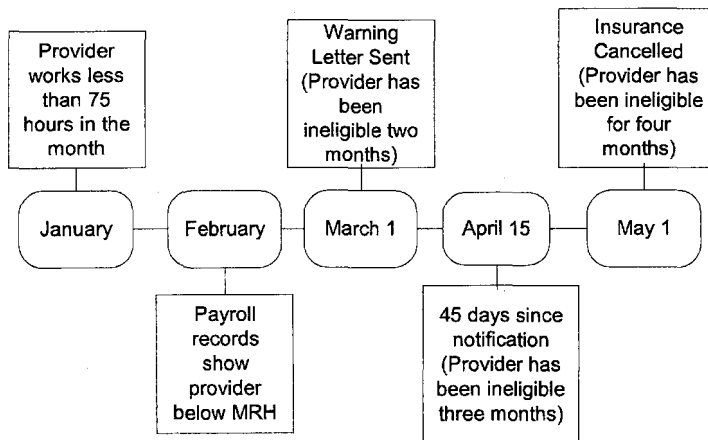 Provider
works less
than 75
hours in the
month
Warning
Letter Sent
(Provider has
been
ineligible two
months)
Insurance
Cancelled
(Provider has
been ineligible
for four
months)
January
February
March 1
April 15
May 1
Payroll
records
show
provider
below MRH
45 days since
notification
(Provider has
been ineligible
three months)